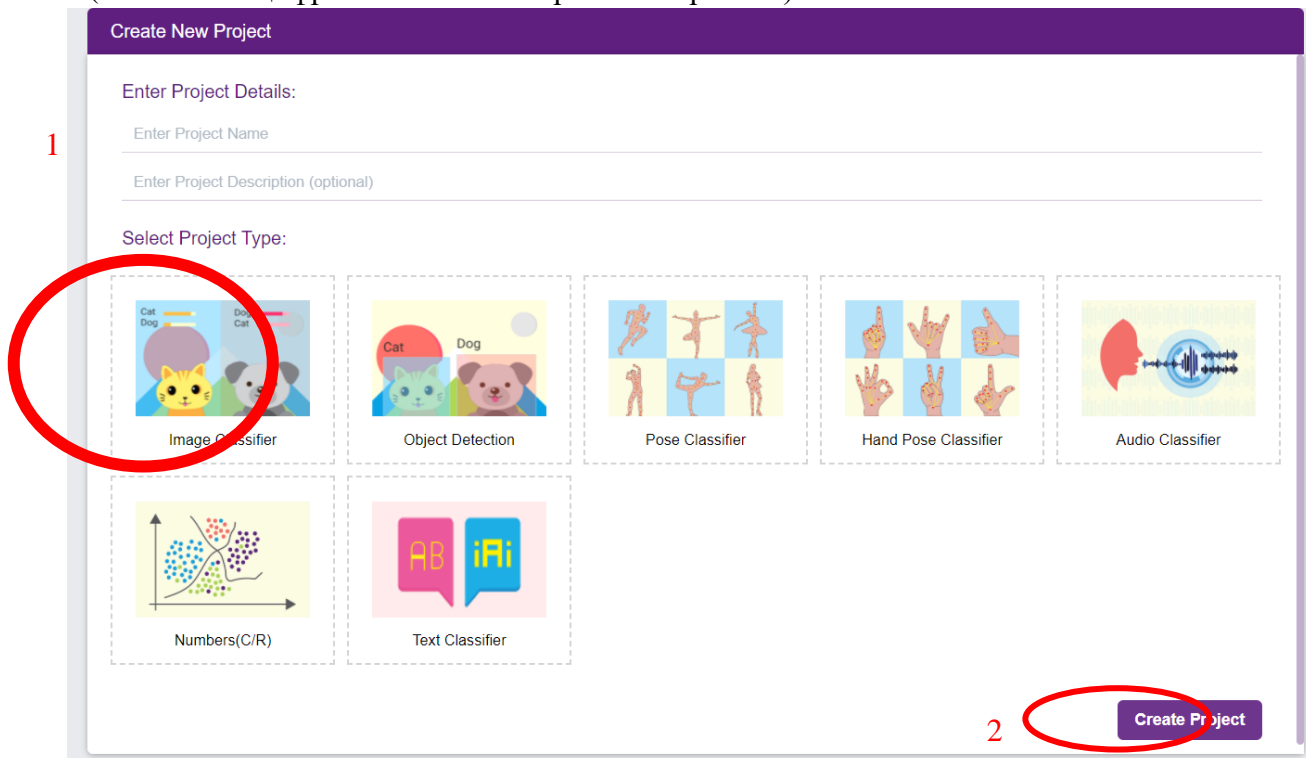 Create New Project
Enter Project Details:
1
Enter Project Name
Enter Project Description (optional)
Select Project Type:
Cat
Dog
Dog
Cat
Cat
Dog
Image Classifier
Object Detection
Pose Classifier
Hand Pose Classifier
Audio Classifier
AB
iAi
Numbers(C/R)
Text Classifier
2
Create Project